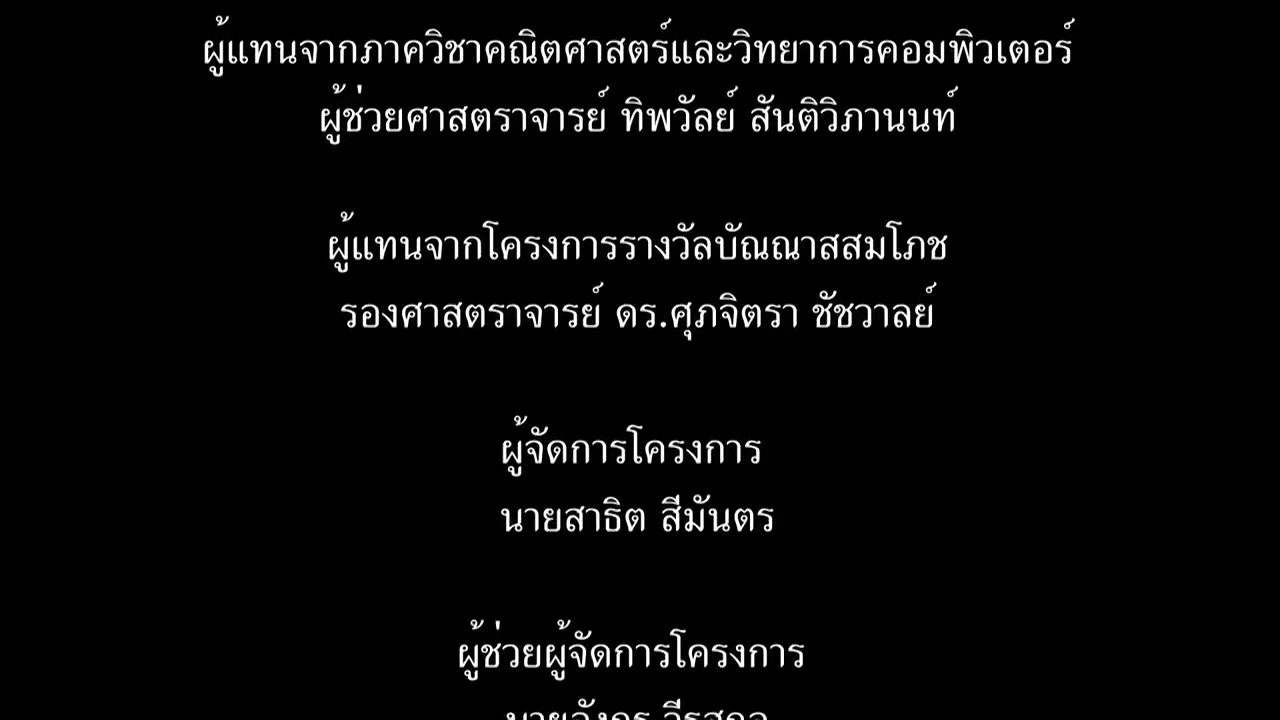 ผู้แทนจากภาควิชาคณิตศาสตร์และวิทยาการคอมพิวเตอร์
ผู้ช่วยศาสตราจารย์ ทิพวัลย์ สันติวิภานนท์
ผู้แทนจากโครงการรางวัลบัณณาสสมโภช
รองศาสตราจารย์ ดร.ศุภจิตรา ชัชวาลย์
ผู้จัดการโครงการ
นายสาธิต สีมันตร
ผู้ช่วยผู้จัดการโครงการ